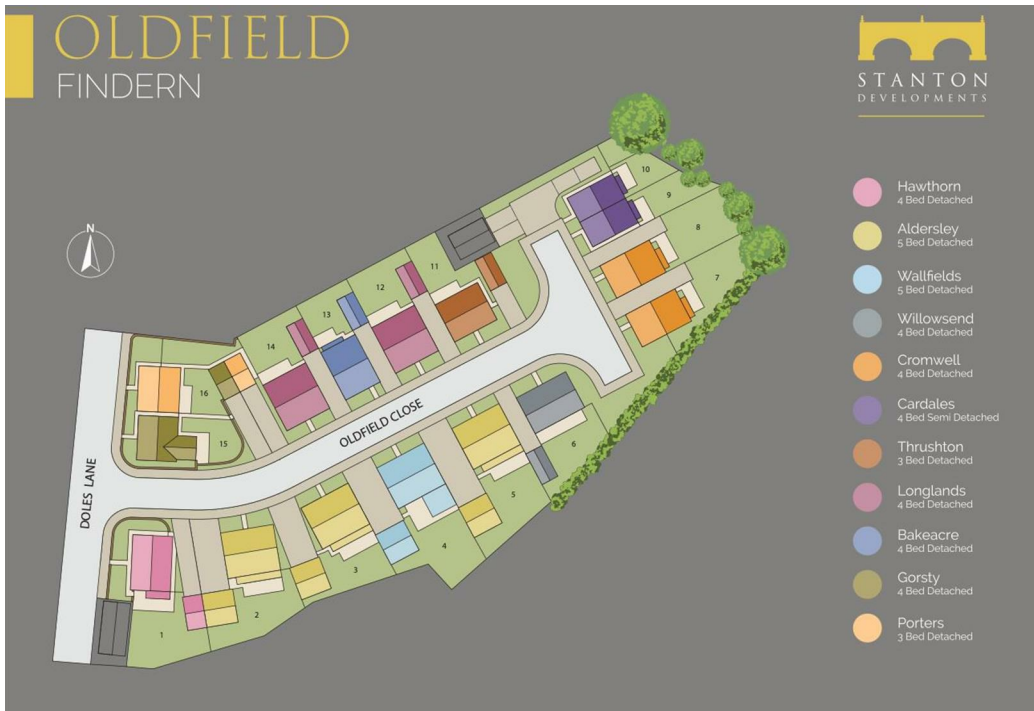 OLDFIELD
FINDERN
STANTON
DEVELOPMENTS
N
Hawthorn
4 Bed Detached
Aldersley
5 Bed Detached
Wallfields
5 Bed Detached
Willowsend
4 Bed Detached
Cromwell
4 Bed Detached
Cardales
4 Bed Semi Detached
Thrushton
3 Bed Detached
Longlands
4 Bed Detached
Bakeacre
4 Bed Detached
Gorsty
4 Bed Detached
Porters
3 Bed Detached
10
9
8
7
11
12
13
14
16
15
OLDFIELD CLOSE
DOLES LANE
6
5
4
3
2
1